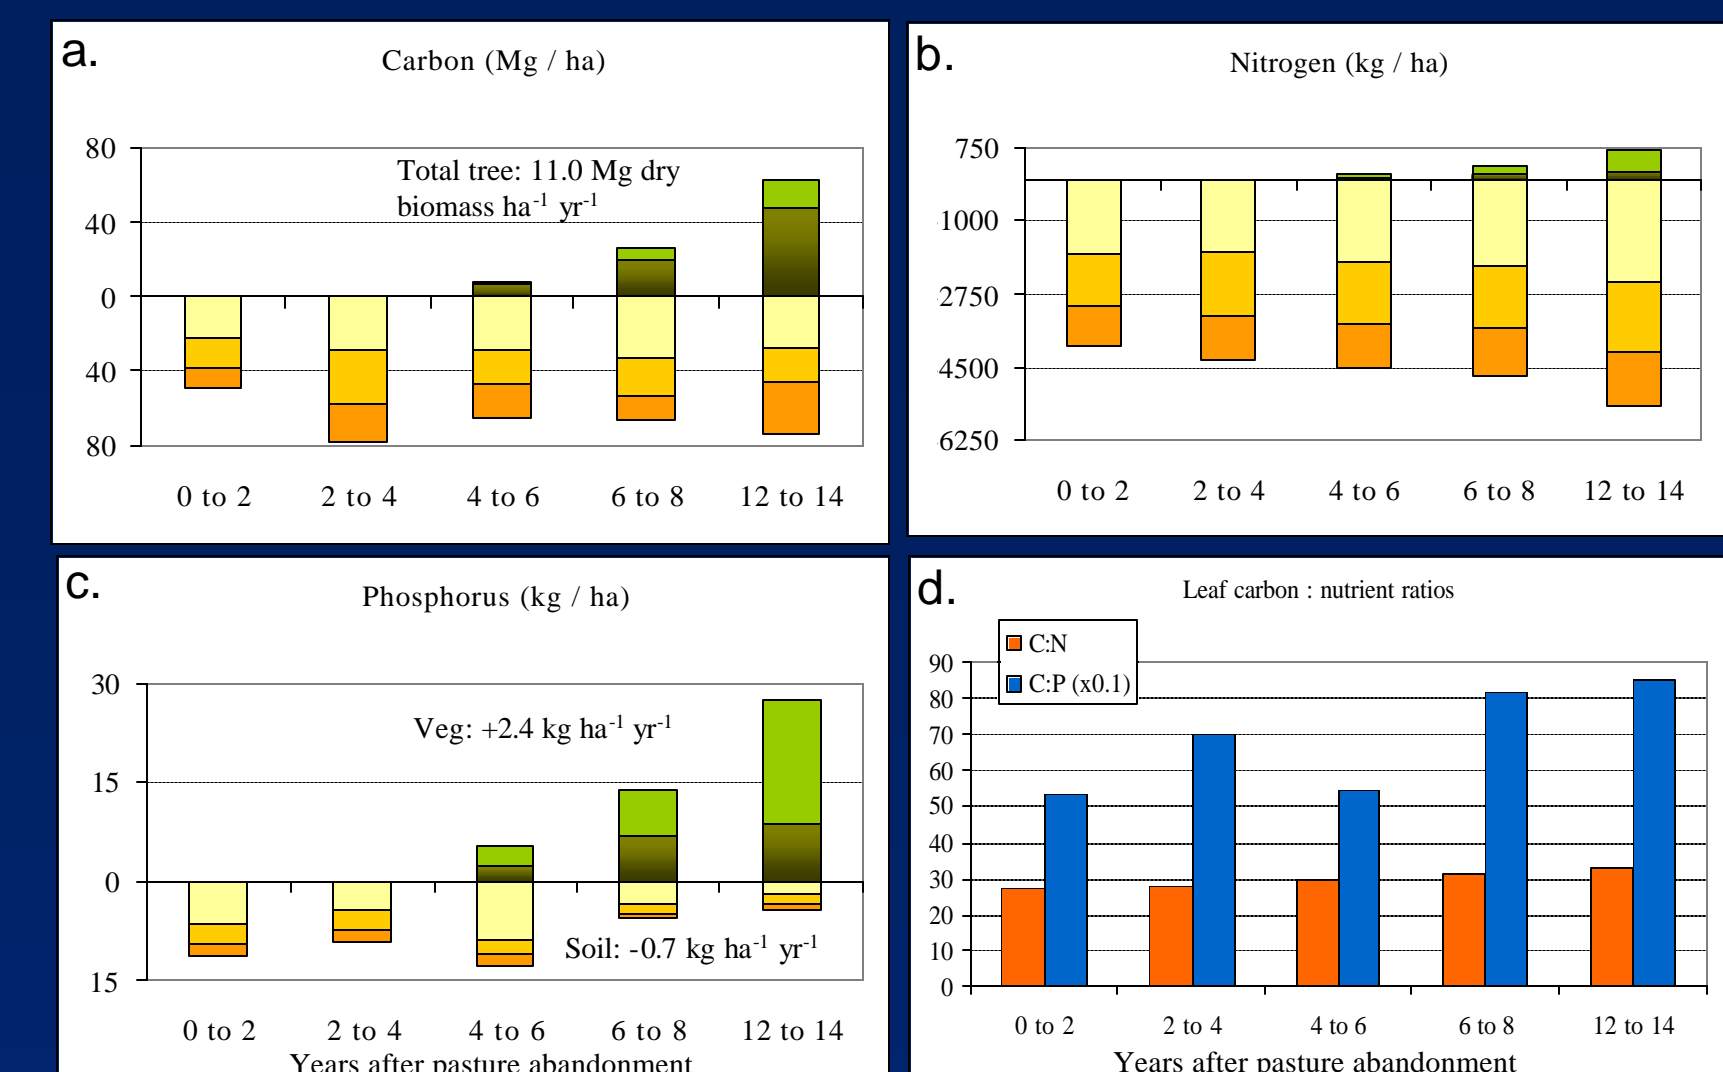 a.
Carbon (Mg / ha)
80
40
0
40
80
Total tree: 11.0 Mg dry
biomass ha-1 yr-1
0 to 2 2 to 4 4 to 6 6 to 8 12 to 14
b.
Nitrogen (kg / ha)
750
1000
2750
4500
6250
0 to 2 2 to 4 4 to 6 6 to 8 12 to 14
c.
Phosphorus (kg / ha)
30
15
0
15
Veg: +2.4 kg ha-1 yr-1
Soil: -0.7 kg ha-1 yr-1
0 to 2 2 to 4 4 to 6 6 to 8 12 to 14
Years after pasture abandonment
d.
Leaf carbon : nutrient ratios
C:N
C:P (x0.1)
90
80
70
60
50
40
30
20
10
0
0 to 2 2 to 4 4 to 6 6 to 8 12 to 14
Years after pasture abandonment